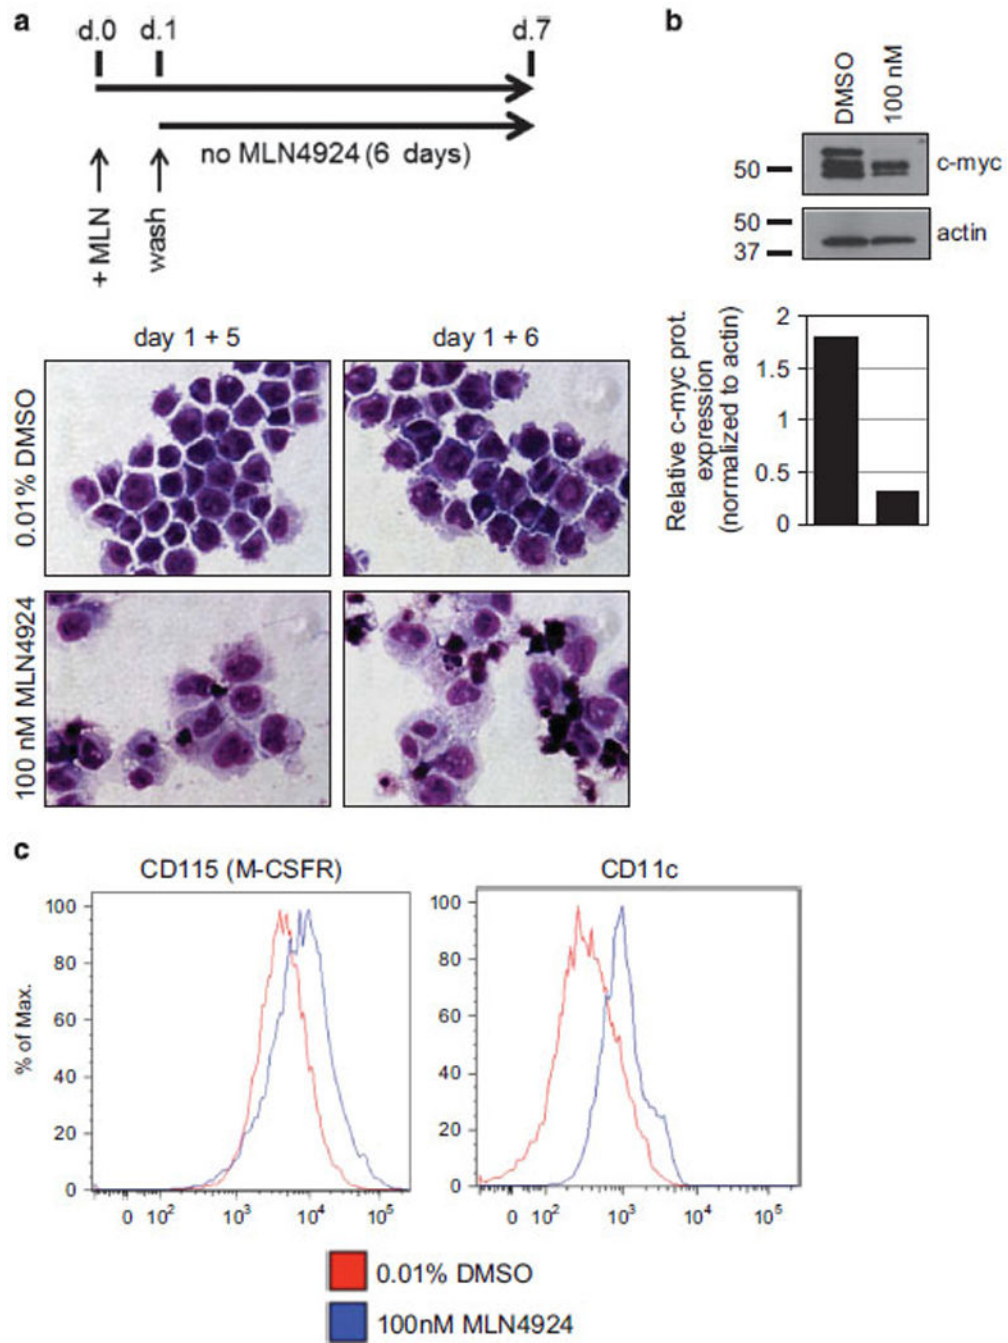 a
d.0 d.1 d.7
no MLN4924 (6 days)
+ MLN
wash
day 1 + 5
day 1 + 6
0.01% DMSO
100 nM MLN4924
b
DMSO
100 nM
50
c-myc
50
37
actin
Relative c-myc prot.
expression
(normalized to actin)
2
1.5
1
0.5
0
c
CD115 (M-CSFR)
% of Max.
100
80
60
40
20
0
0 10² 10³ 10⁴ 10⁵
CD11c
100
80
60
40
20
0
0 10² 10³ 10⁴ 10⁵
0.01% DMSO
100nM MLN4924